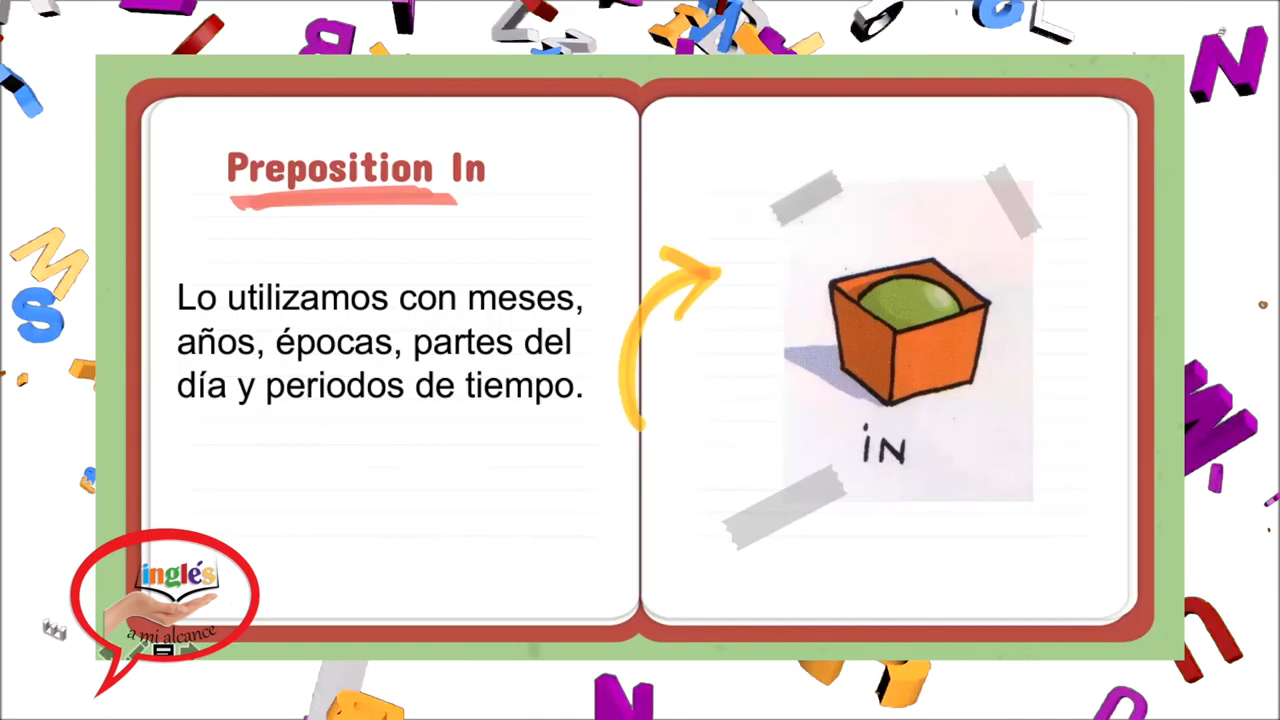 Preposition In
Lo utilizamos con meses,
años, épocas, partes del
día y periodos de tiempo.
iN
inglés
a mi alcance